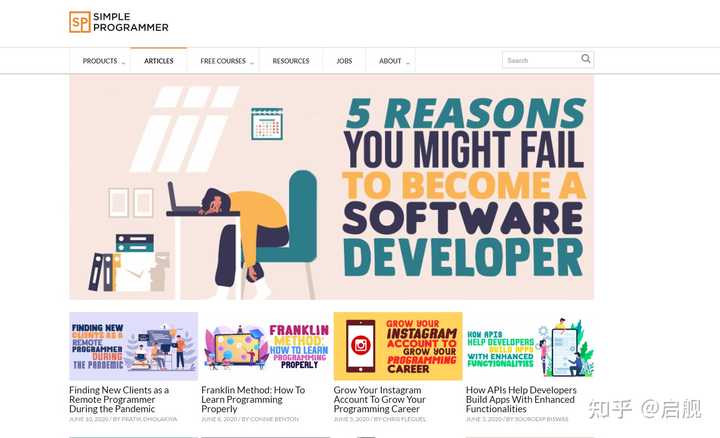 SP SIMPLE
PROGRAMMER
PRODUCTS ARTICLES FREE COURSES RESOURCES JOBS ABOUT Search
5 REASONS
YOU MIGHT FAIL
TO BECOME A
SOFTWARE
DEVELOPER
FINDING NEW
CLIENTS AS A
REMOTE
PROGRAMMER
DURING
THE PANDEMIC
Finding New Clients as a
Remote Programmer
During the Pandemic
JUNE 10, 2020 / BY PRATIK DHOLAKIYA
FRANKLIN
METHOD:
HOW TO LEARN
PROGRAMMING
PROPERLY
Franklin Method: How To
Learn Programming
Properly
JUNE 8, 2020 / BY CONNIE BENTON
GROW YOUR
INSTAGRAM
ACCOUNT TO
GROW YOUR
PROGRAMMING
CAREER
Grow Your Instagram
Account To Grow Your
Programming Career
JUNE 5, 2020 / BY CHRIS
HOW APIS
HELP DEVELOPERS
BUILD APPS
WITH ENHANCED
FUNCTIONALITIES
How APIs Help Developers
Build Apps With Enhanced
Functionalities
JUNE 3, 2020 / BY SOURODIP BISWAS
知乎 @启舰